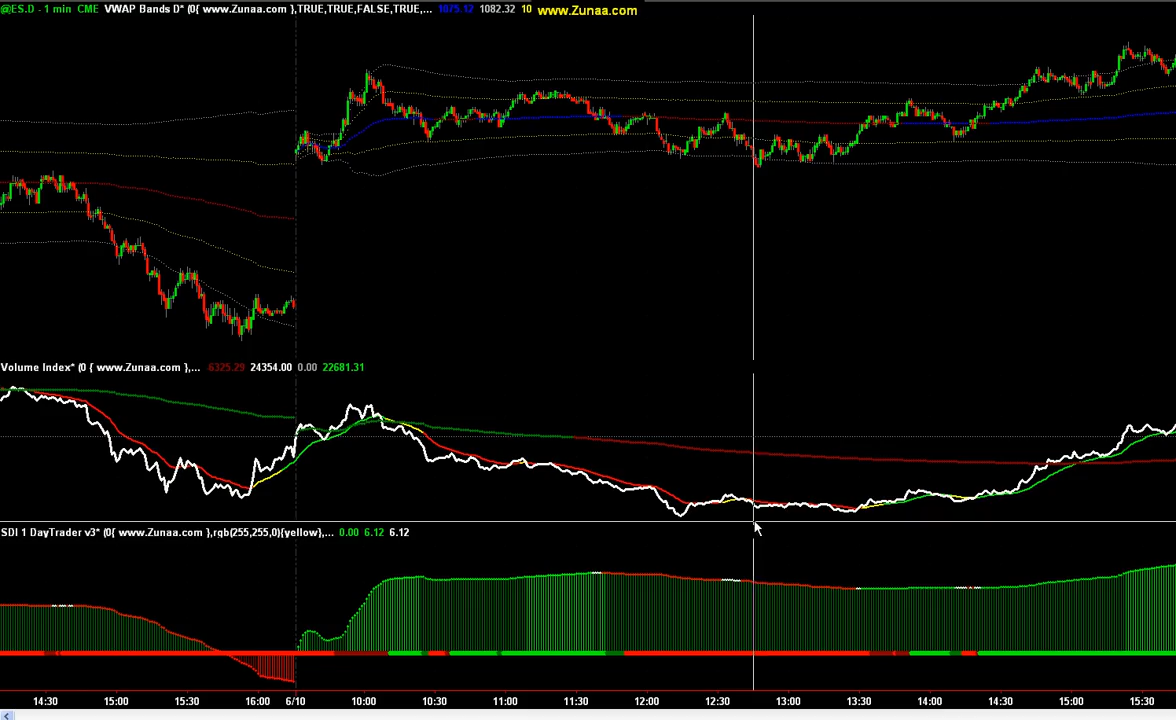 @ES.D - 1 min CME VWAP Bands D* (0{ www.Zunaa.com },TRUE,TRUE,FALSE,TRUE,... 1075.12 1082.32 10 www.Zunaa.com
Volume Index* (0 { www.Zunaa.com },... -6325.29 24354.00 0.00 22681.31
SDI 1 DayTrader v3* (0{ www.Zunaa.com },rgb(255,255,0){yellow},... 0.00 6.12 6.12
14:30 15:00 15:30 16:00 6/10 10:00 10:30 11:00 11:30 12:00 12:30 13:00 13:30 14:00 14:30 15:00 15:30